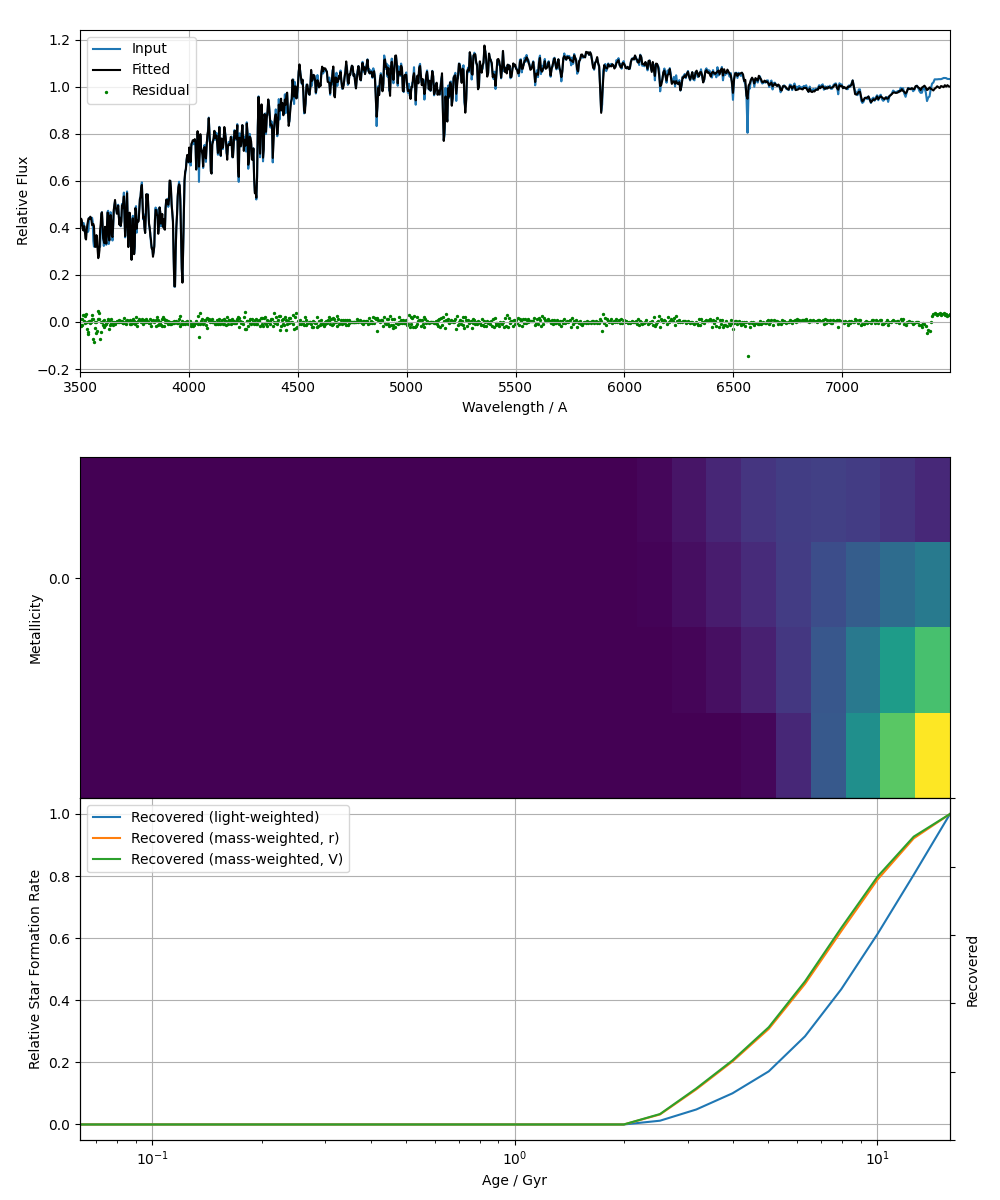 1.2
1.0
0.8
0.6
0.4
0.2
0.0
−0.2
Relative Flux
Input
Fitted
Residual
3500 4000 4500 5000 5500 6000 6500 7000
Wavelength / A
0.0
Metallicity
1.0
0.8
0.6
0.4
0.2
0.0
Relative Star Formation Rate
Recovered (light-weighted)
Recovered (mass-weighted, r)
Recovered (mass-weighted, V)
Recovered
10⁻¹ 10⁰ 10¹
Age / Gyr